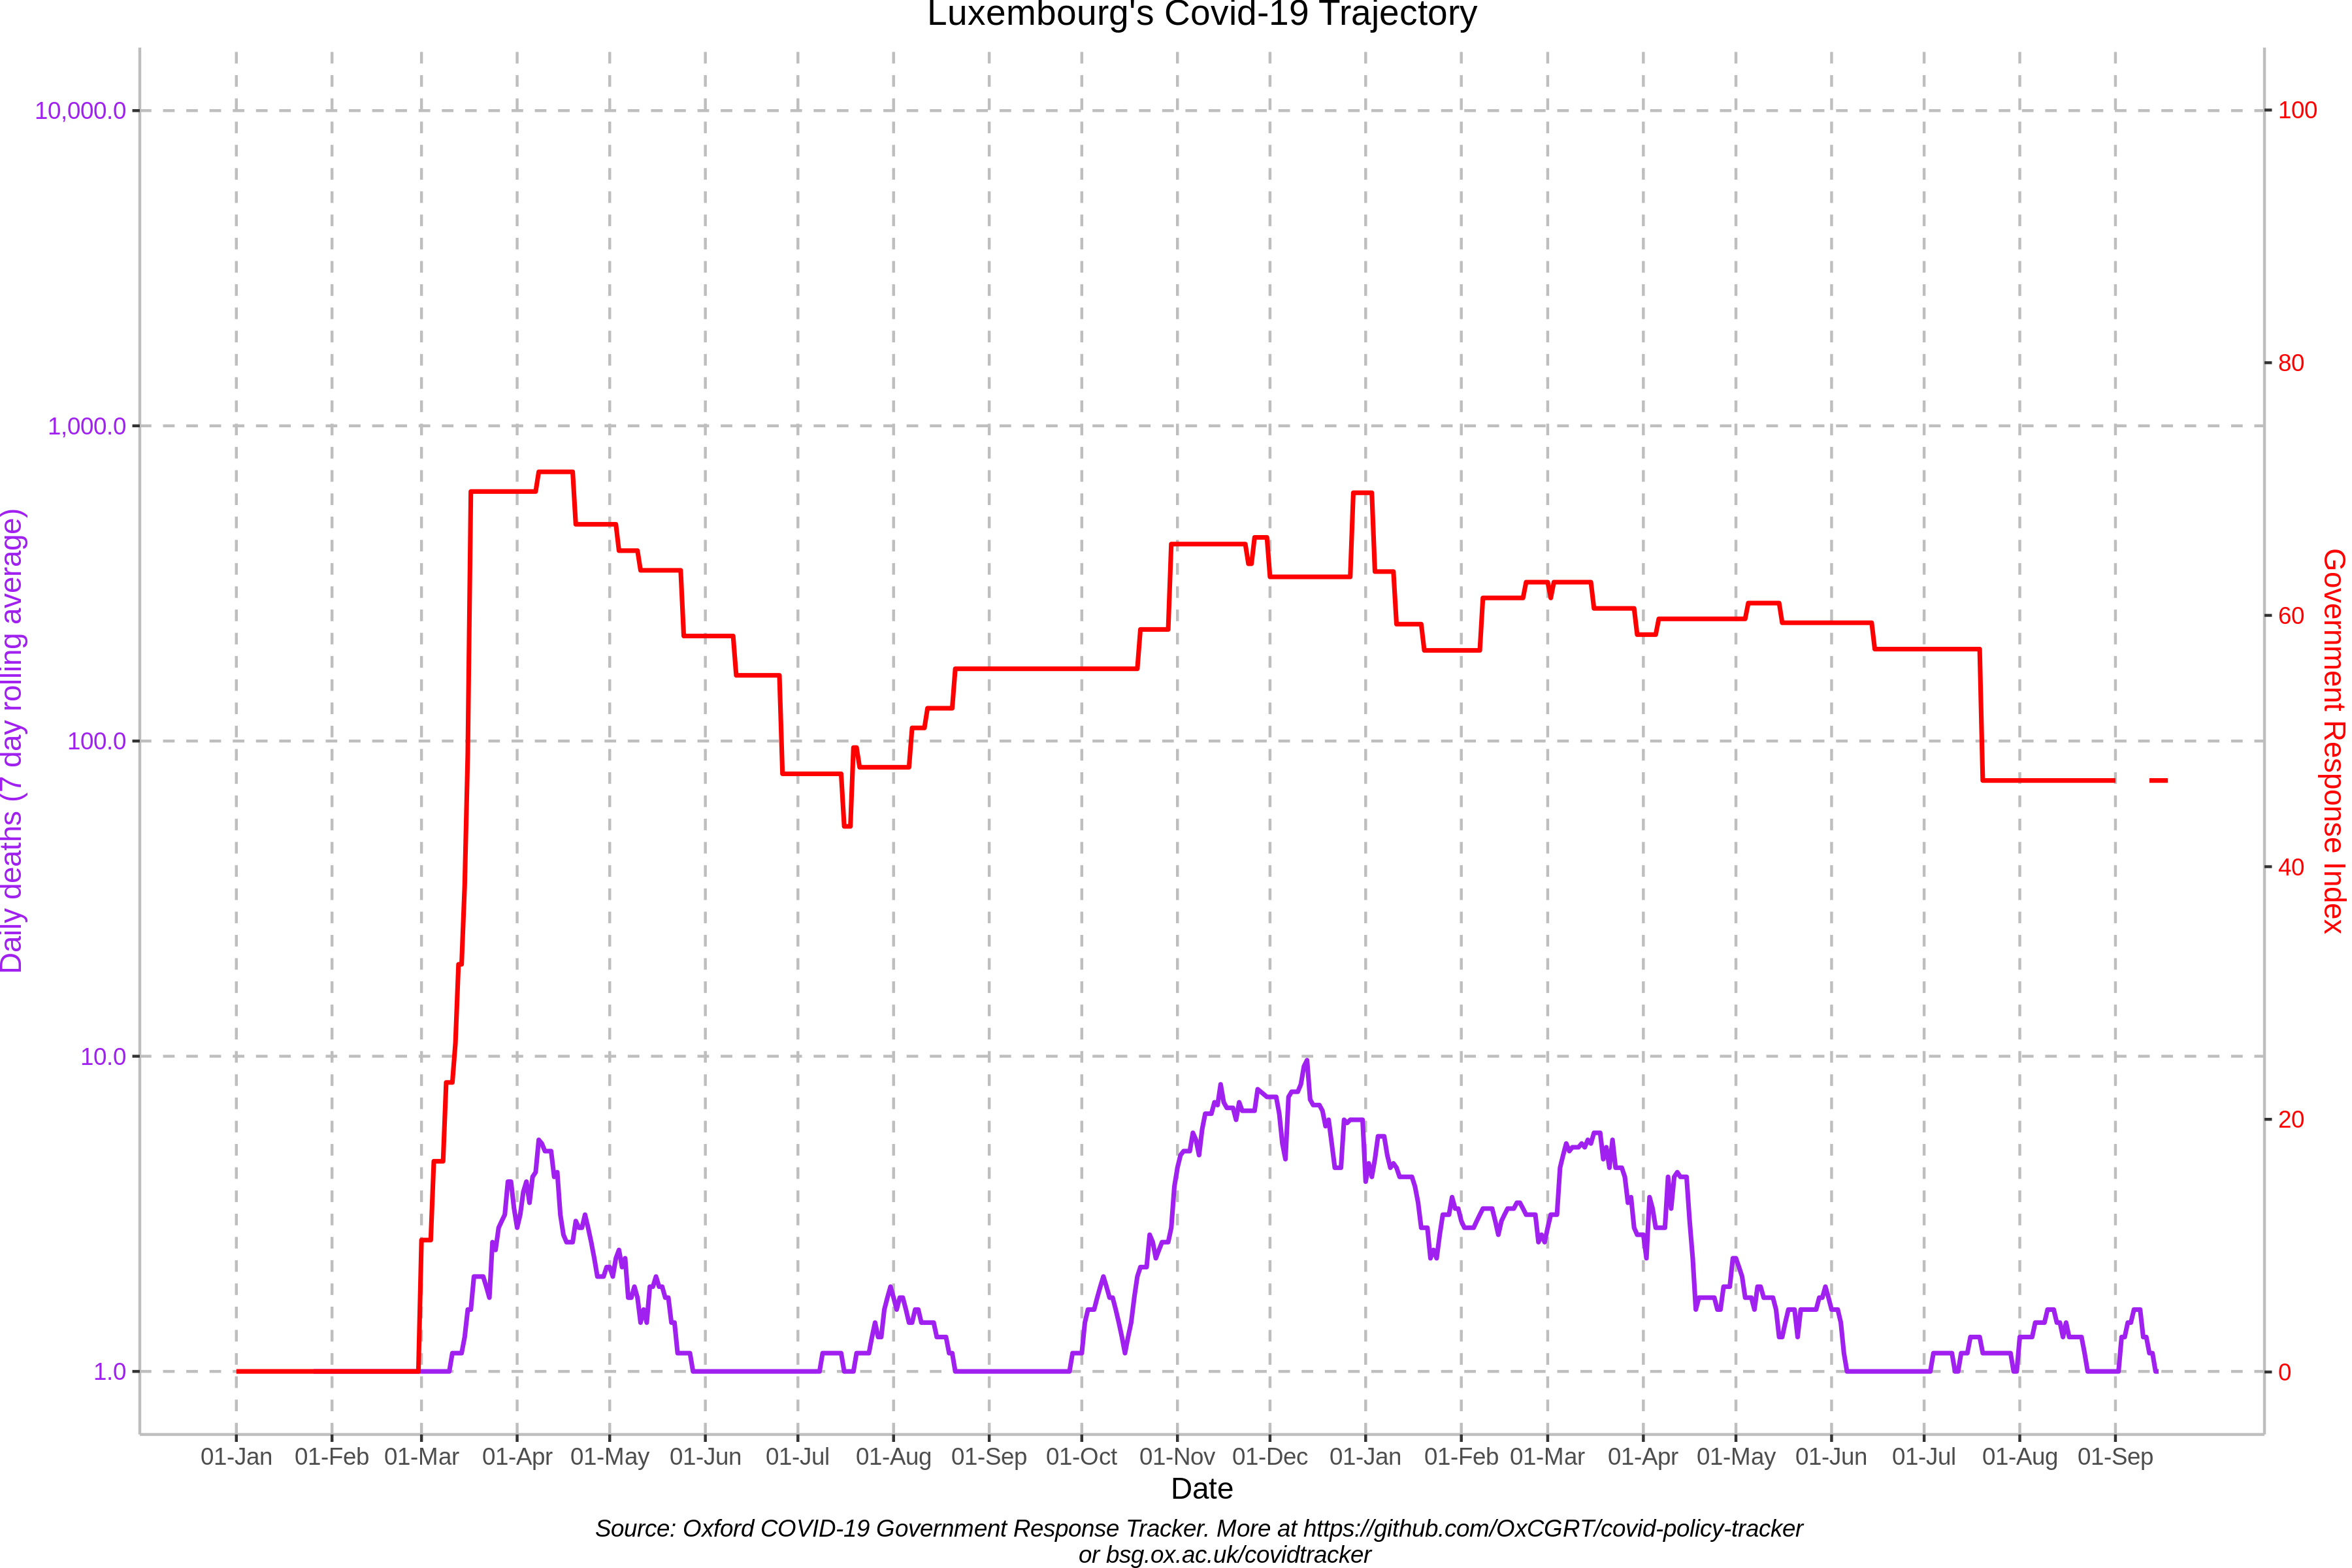 Luxembourg's Covid-19 Trajectory
10,000.0
1,000.0
100.0
10.0
1.0
Daily deaths (7 day rolling average)
100
80
60
40
20
0
Government Response Index
01-Jan 01-Feb 01-Mar 01-Apr 01-May 01-Jun 01-Jul 01-Aug 01-Sep 01-Oct 01-Nov 01-Dec 01-Jan 01-Feb 01-Mar 01-Apr 01-May 01-Jun 01-Jul 01-Aug 01-Sep
Date
Source: Oxford COVID-19 Government Response Tracker. More at https://github.com/OxCGRT/covid-policy-tracker
or bsg.ox.ac.uk/covidtracker